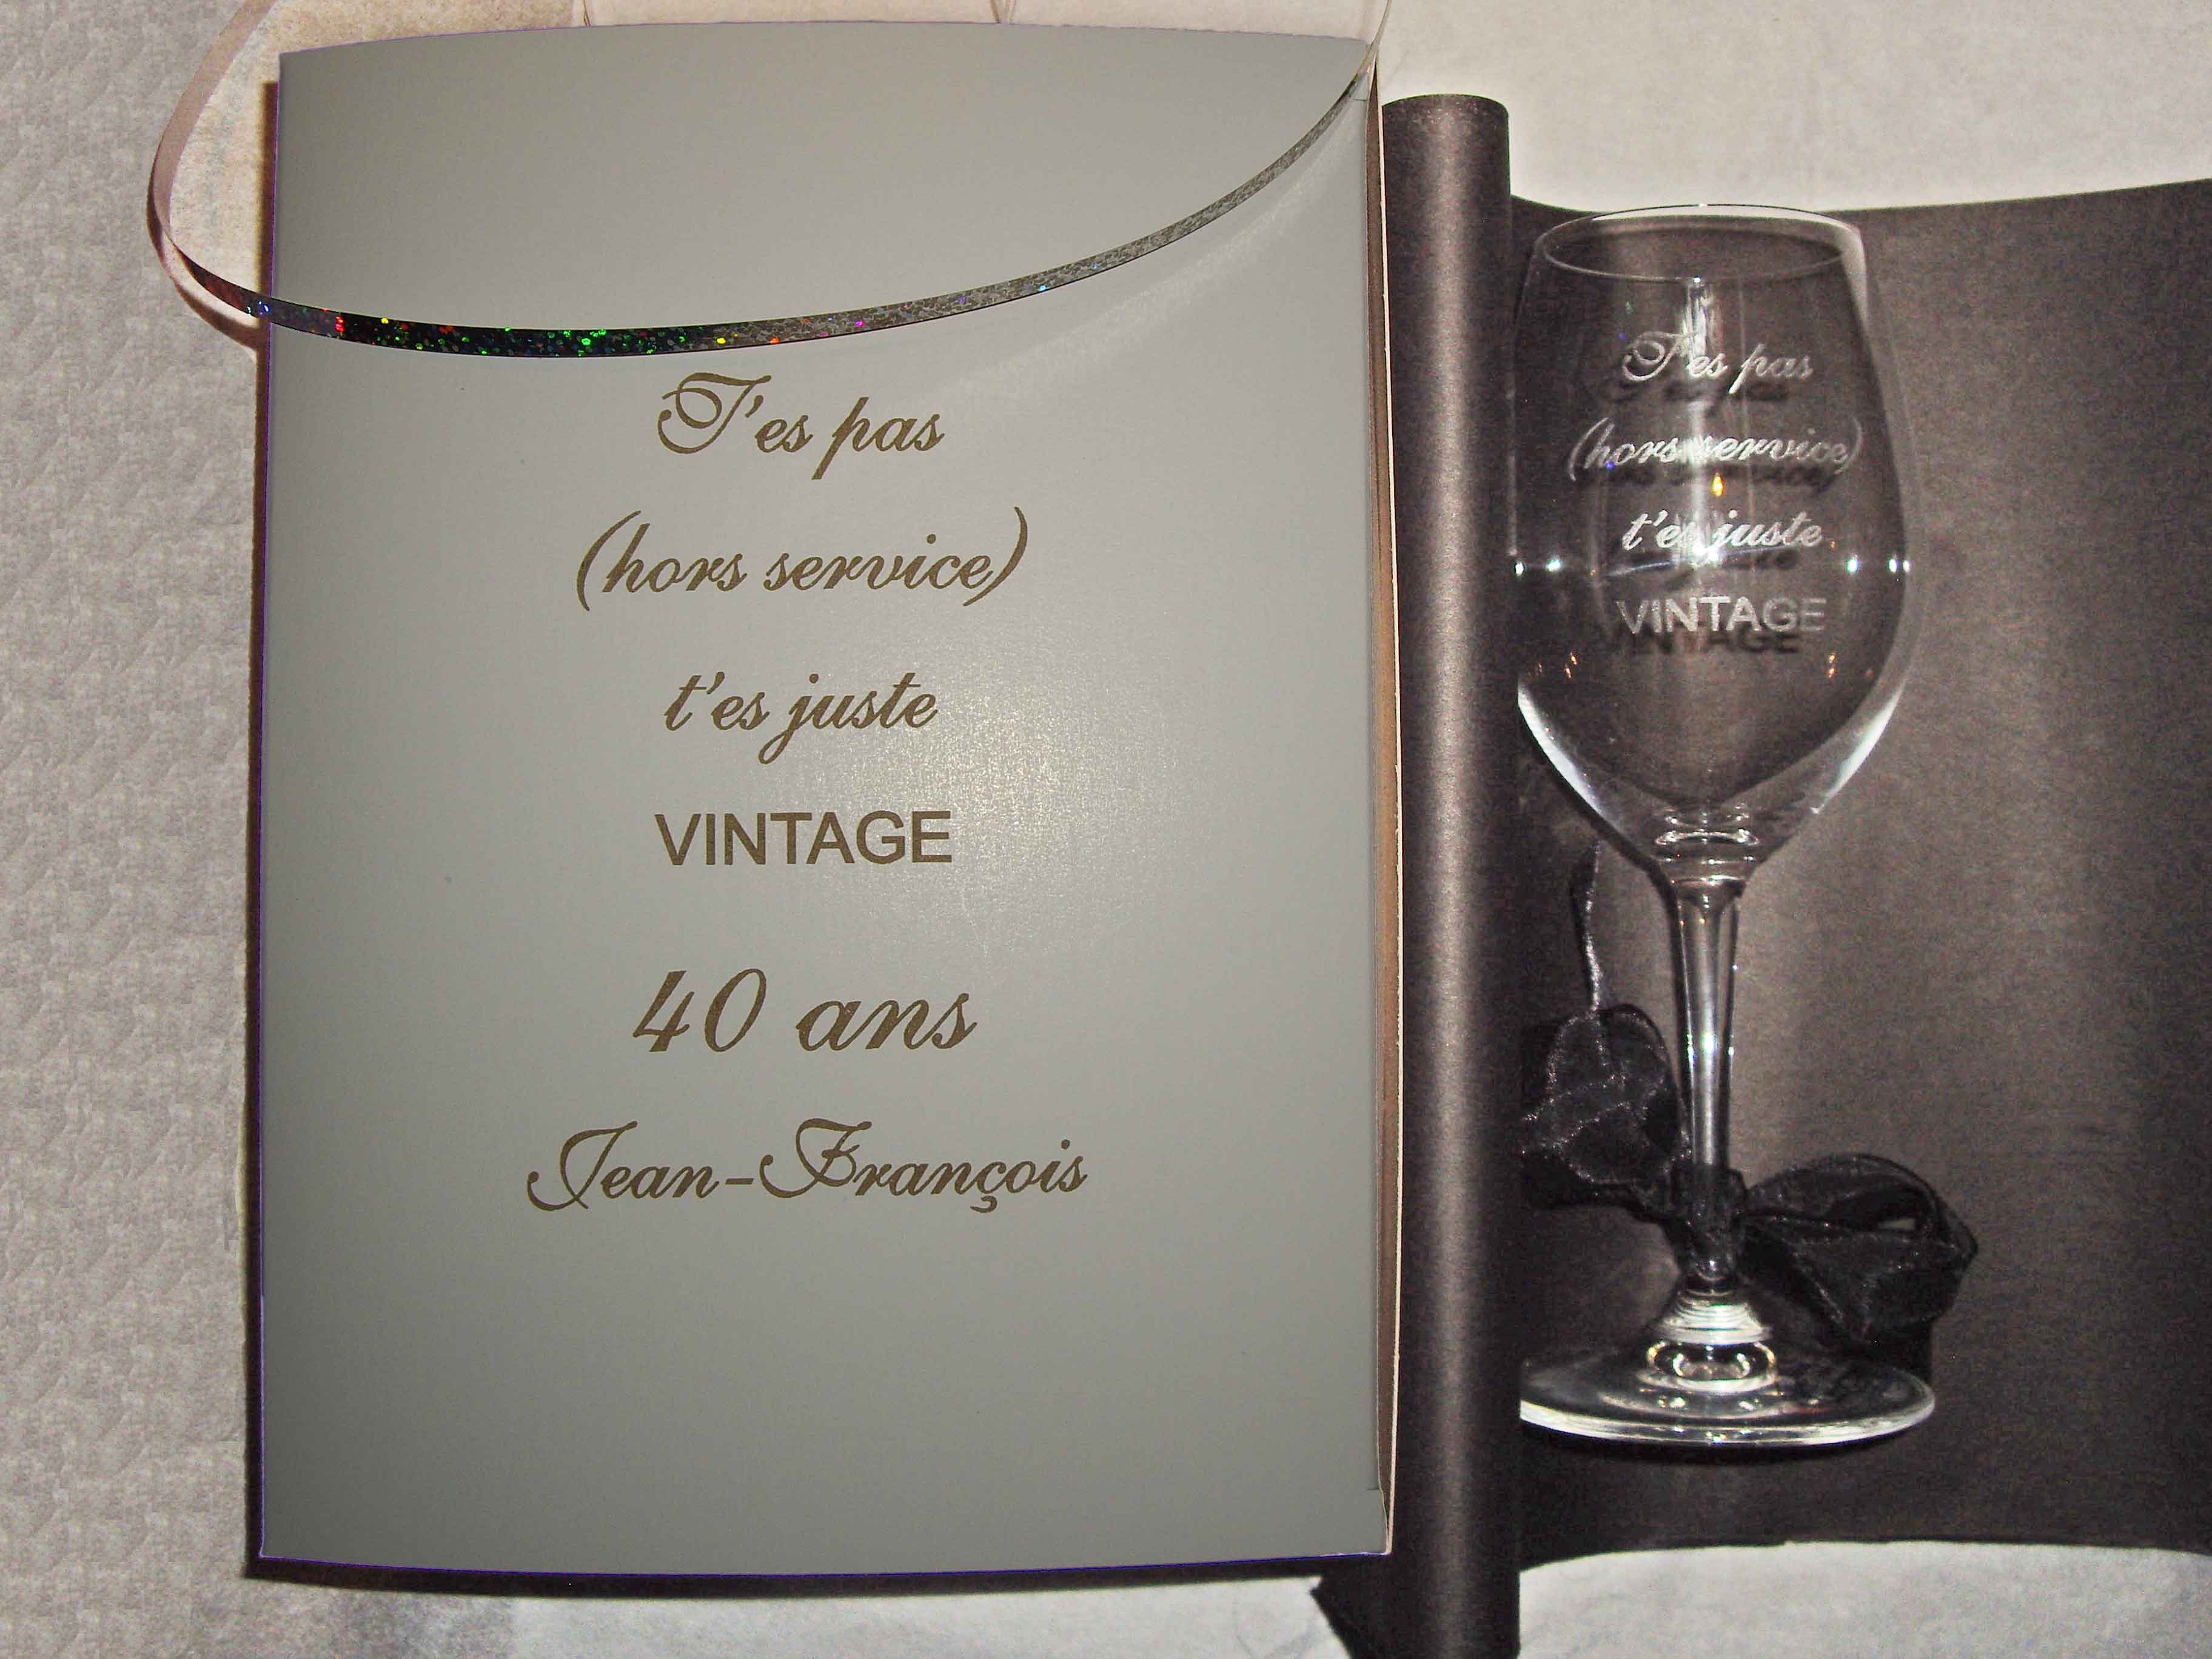 T'es pas
(hors service)
t'es juste
VINTAGE
40 ans
Jean-François
T'es pas
(hors service)
t'es juste
VINTAGE